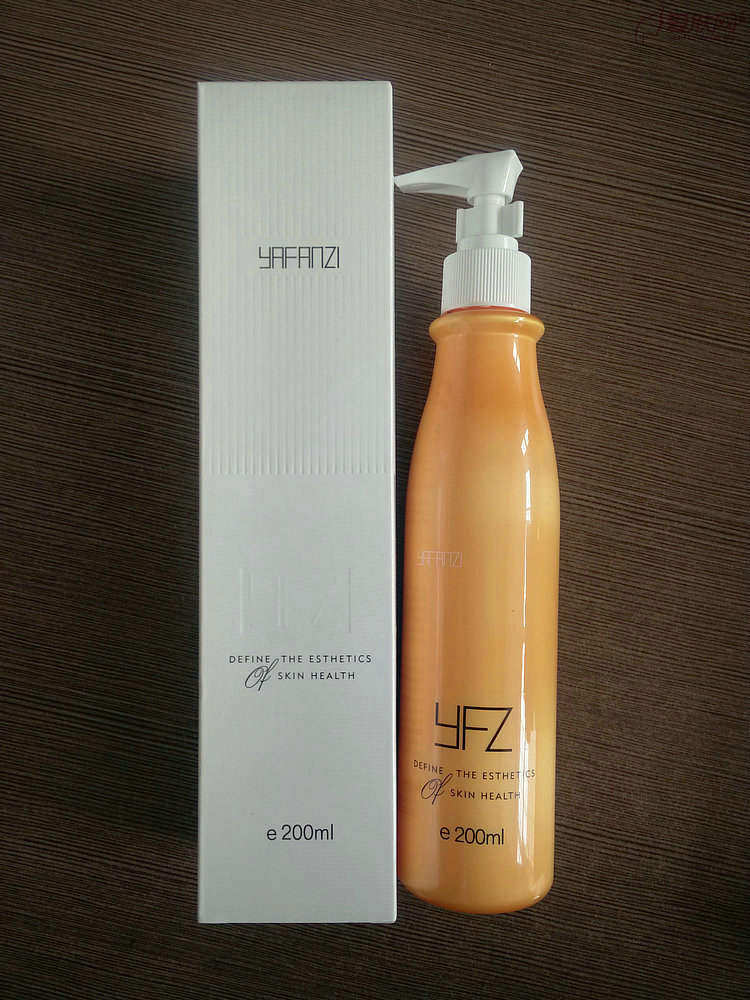 YAFANZI
YFZ
DEFINE THE ESTHETICS
Of SKIN HEALTH
e 200ml
YAFANZI
YFZ
DEFINE THE ESTHETICS
Of SKIN HEALTH
e 200ml